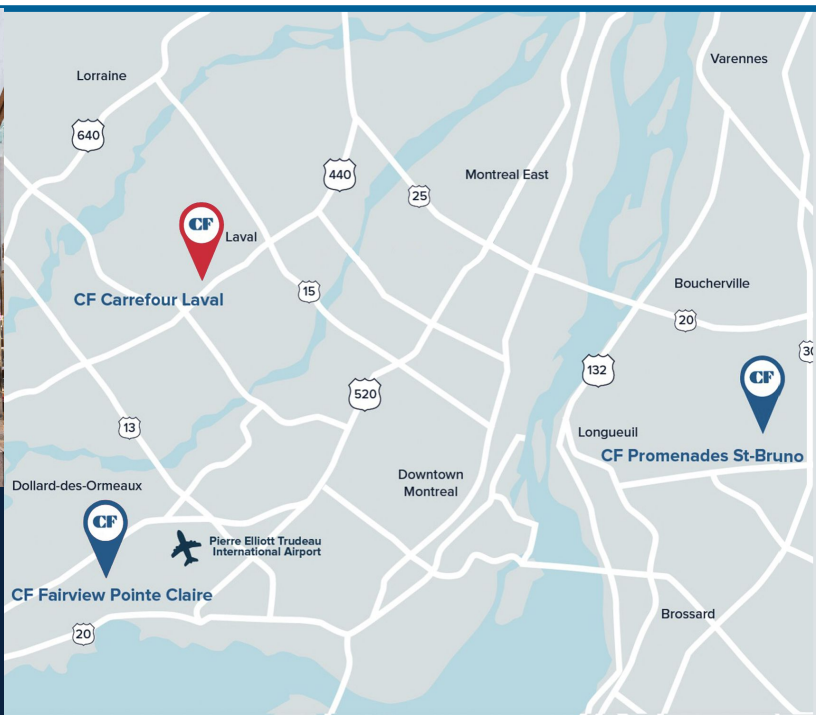 Lorraine
Varennes
640
440
Montreal East
25
CF
Laval
CF Carrefour Laval
15
Boucherville
20
30
132
CF
520
13
Longueuil
CF Promenades St-Bruno
Downtown
Montreal
Dollard-des-Ormeaux
CF
Pierre Elliott Trudeau
International Airport
CF Fairview Pointe Claire
20
Brossard